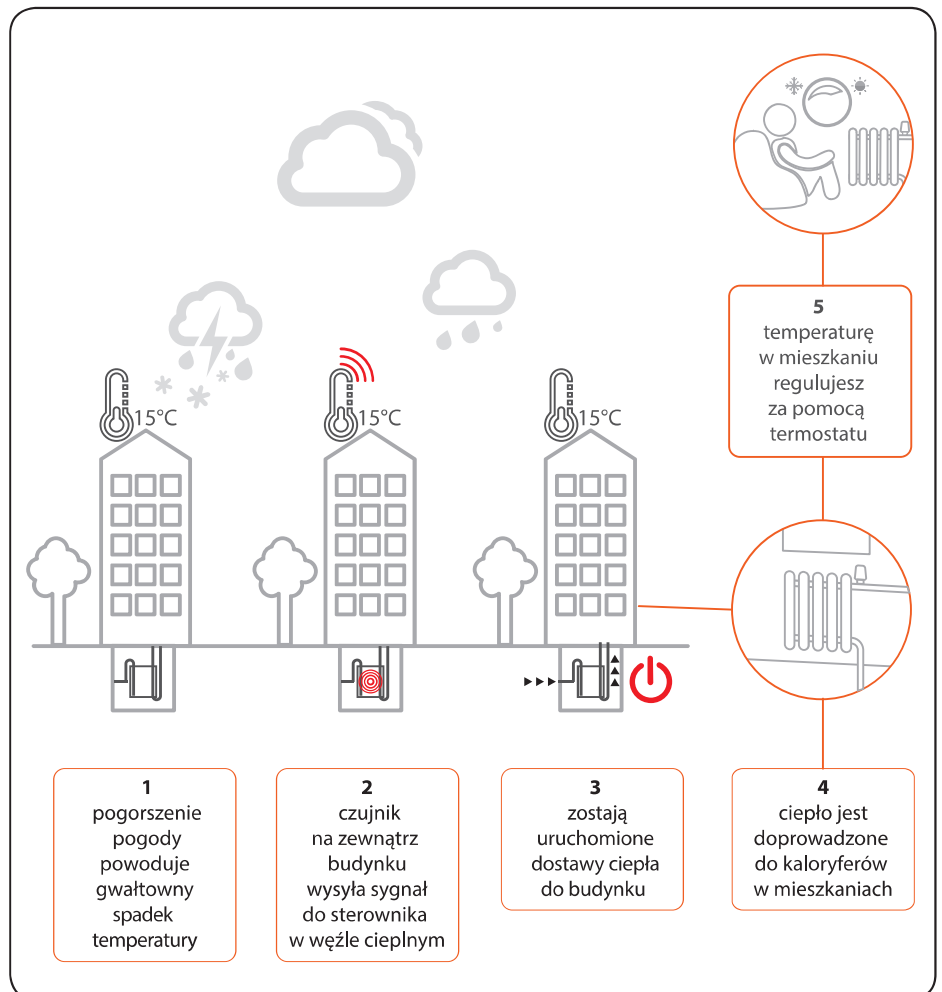 15°C
15°C
15°C
1
pogorszenie
pogody
powoduje
gwałtowny
spadek
temperatury
2
czujnik
na zewnątrz
budynku
wysyła sygnał
do sterownika
w węźle cieplnym
3
zostają
uruchomione
dostawy ciepła
do budynku
4
ciepło jest
doprowadzone
do kaloryferów
w mieszkaniach
5
temperaturę
w mieszkaniu
regulujesz
za pomocą
termostatu